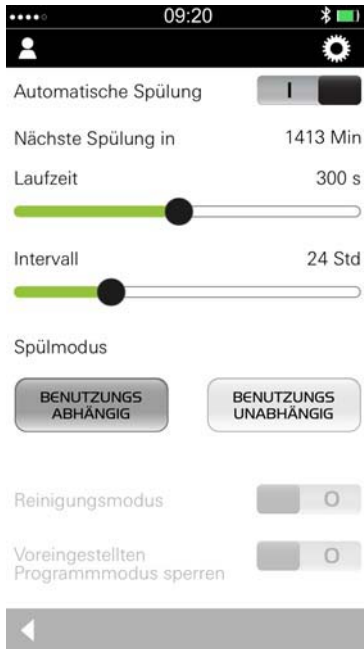 09:20
Automatische Spülung I
Nächste Spülung in 1413 Min
Laufzeit 300 s
Intervall 24 Std
Spülmodus
BENUTZUNGS
ABHÄNGIG
BENUTZUNGS
UNABHÄNGIG
Reinigungsmodus O
Voreingestellten
Programmmodus sperren O